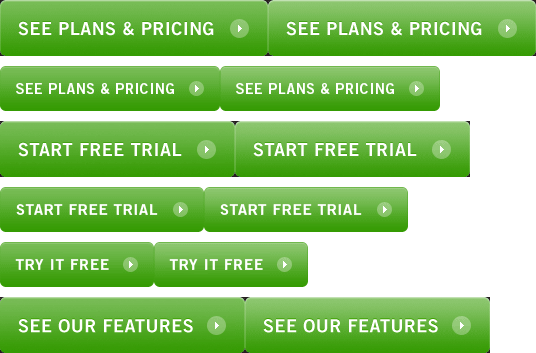 SEE PLANS & PRICING SEE PLANS & PRICING
SEE PLANS & PRICING SEE PLANS & PRICING
START FREE TRIAL START FREE TRIAL
START FREE TRIAL START FREE TRIAL
TRY IT FREE TRY IT FREE
SEE OUR FEATURES SEE OUR FEATURES